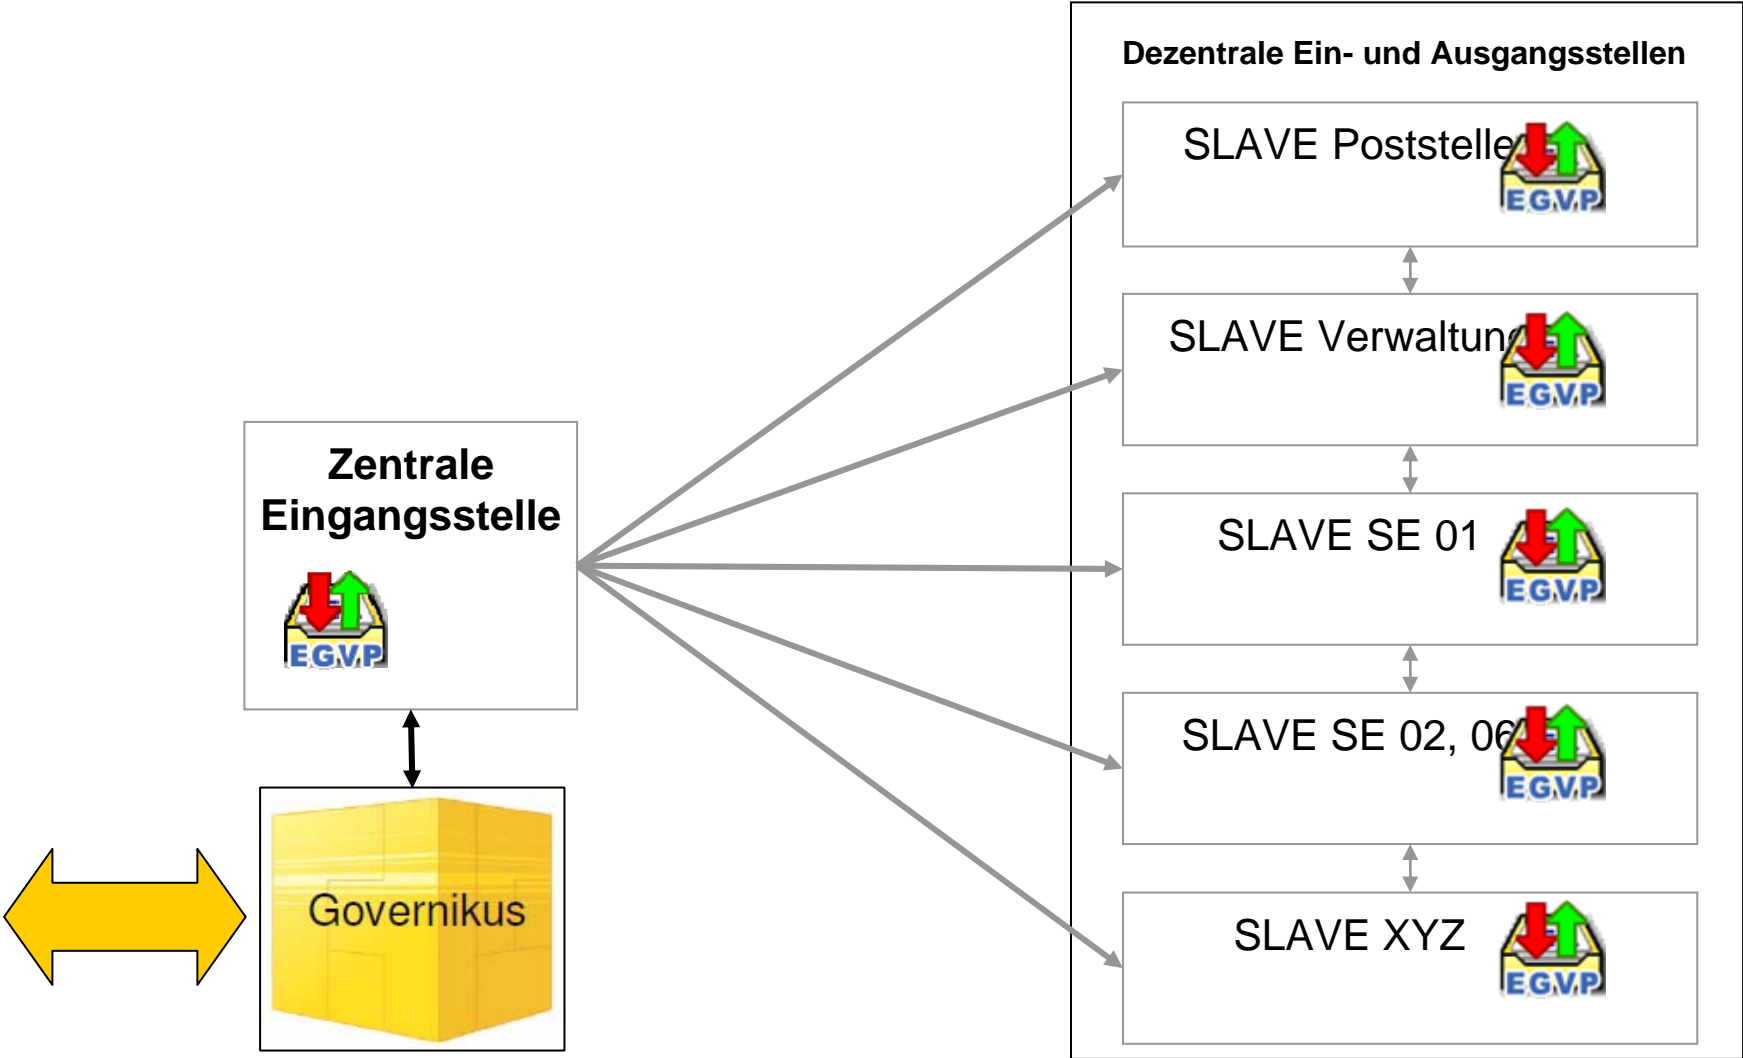 Dezentrale Ein- und Ausgangsstellen
SLAVE Poststelle
EGVP
SLAVE Verwaltung
EGVP
Zentrale
Eingangsstelle
EGVP
SLAVE SE 01
EGVP
SLAVE SE 02, 06
EGVP
Governikus
SLAVE XYZ
EGVP